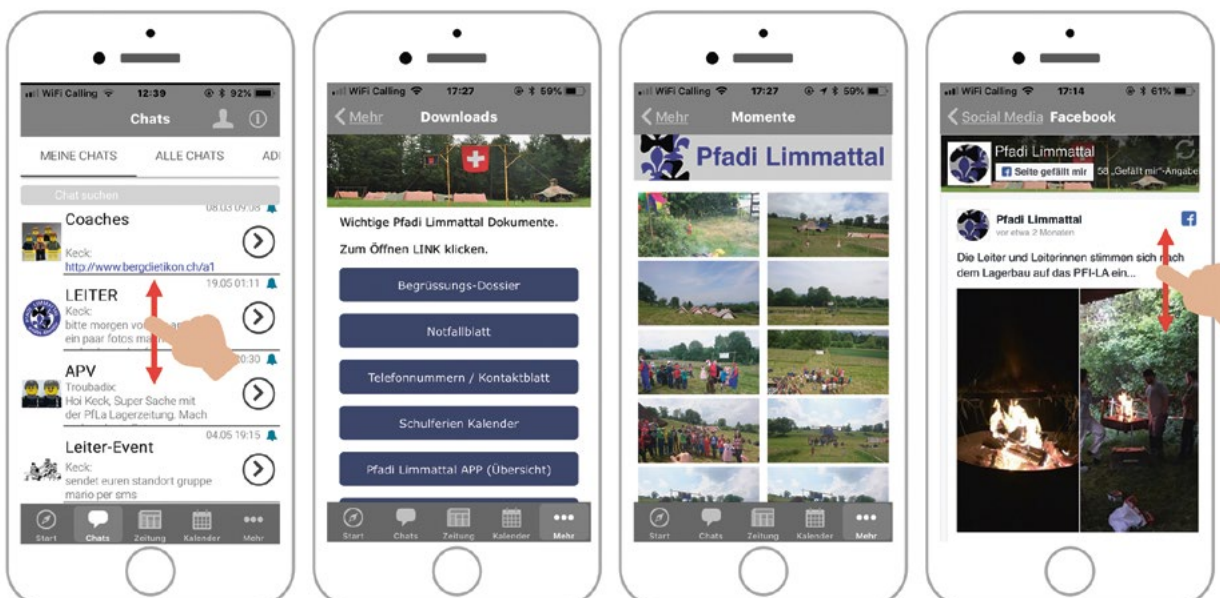 WiFi Calling 12:39 92%
Chats
MEINE CHATS ALLE CHATS
Chat suchen
08.03 09:08
Coaches
Keck:
http://www.bergdietikon.ch/a1
19.05 01:11
LEITER
Keck:
bitte morgen
ein paar fotos
20:30
APV
Troubadix:
Hoi Keck, Super Sache mit
der PfLa Lagerzeitung. Mach
04.05 19:15
Leiter-Event
Keck:
sendet euren standort gruppe
mario per sms
Start Chats Zeitung Kalender Mehr
WiFi Calling 17:27 59%
Mehr Downloads
Wichtige Pfadi Limmattal Dokumente.
Zum Öffnen LINK klicken.
Begrüssungs-Dossier
Notfallblatt
Telefonnummern / Kontaktblatt
Schulferien Kalender
Pfadi Limmattal APP (Übersicht)
Start Chats Zeitung Kalender Mehr
WiFi Calling 17:27 59%
Mehr Momente
Pfadi Limmattal
Start Chats Zeitung Kalender Mehr
WiFi Calling 17:14 61%
Social Media Facebook
Pfadi Limmattal
Seite gefällt mir 58 „Gefällt mir“-Angabe
Pfadi Limmattal
vor etwa 2 Monaten
Die Leiter und Leiterinnen stimmen sich nach
dem Lagerbau auf das PFI-LA ein...